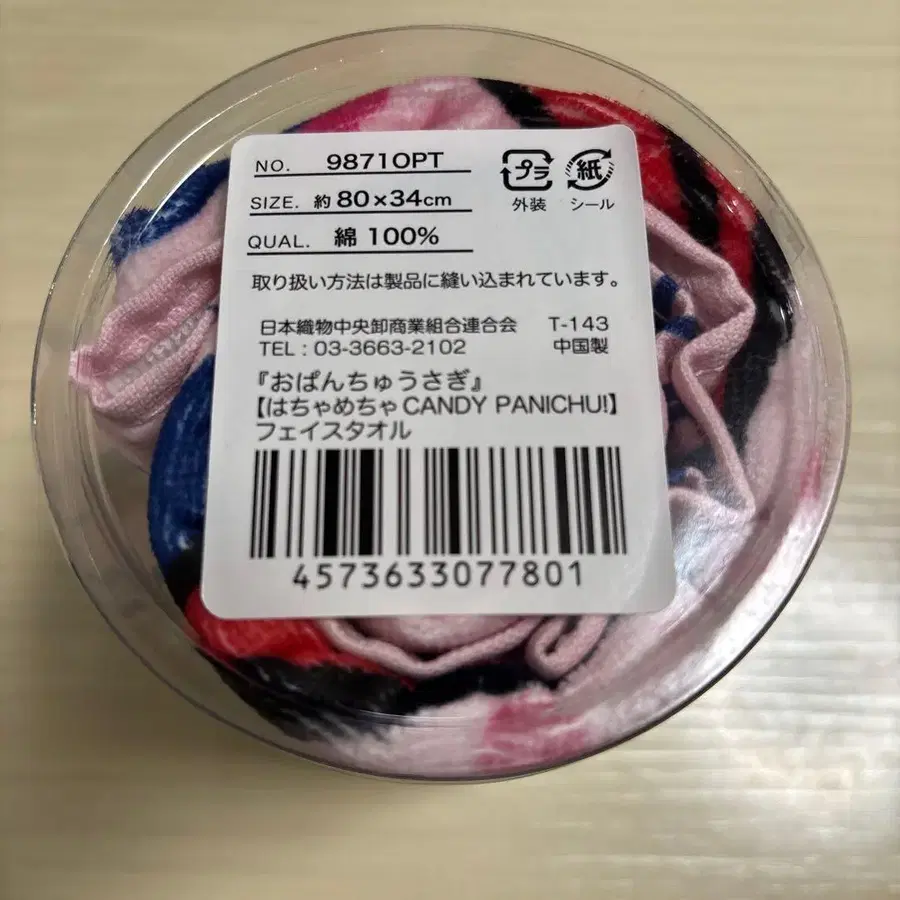 NO. 9871OPT
SIZE. 約 80×34cm
QUAL. 綿 100%
プラ
外装
紙
シール
取り扱い方法は製品に縫い込まれています。
日本織物中央卸商業組合連合会 T-143
TEL : 03-3663-2102 中国製
『おぱんちゅうさぎ』
【はちゃめちゃ CANDY PANICHU!】
フェイスタオル
4573633077801